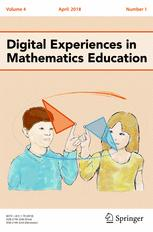 Volume 4 April 2018 Number 1
Digital Experiences in
Mathematics Education
Springer